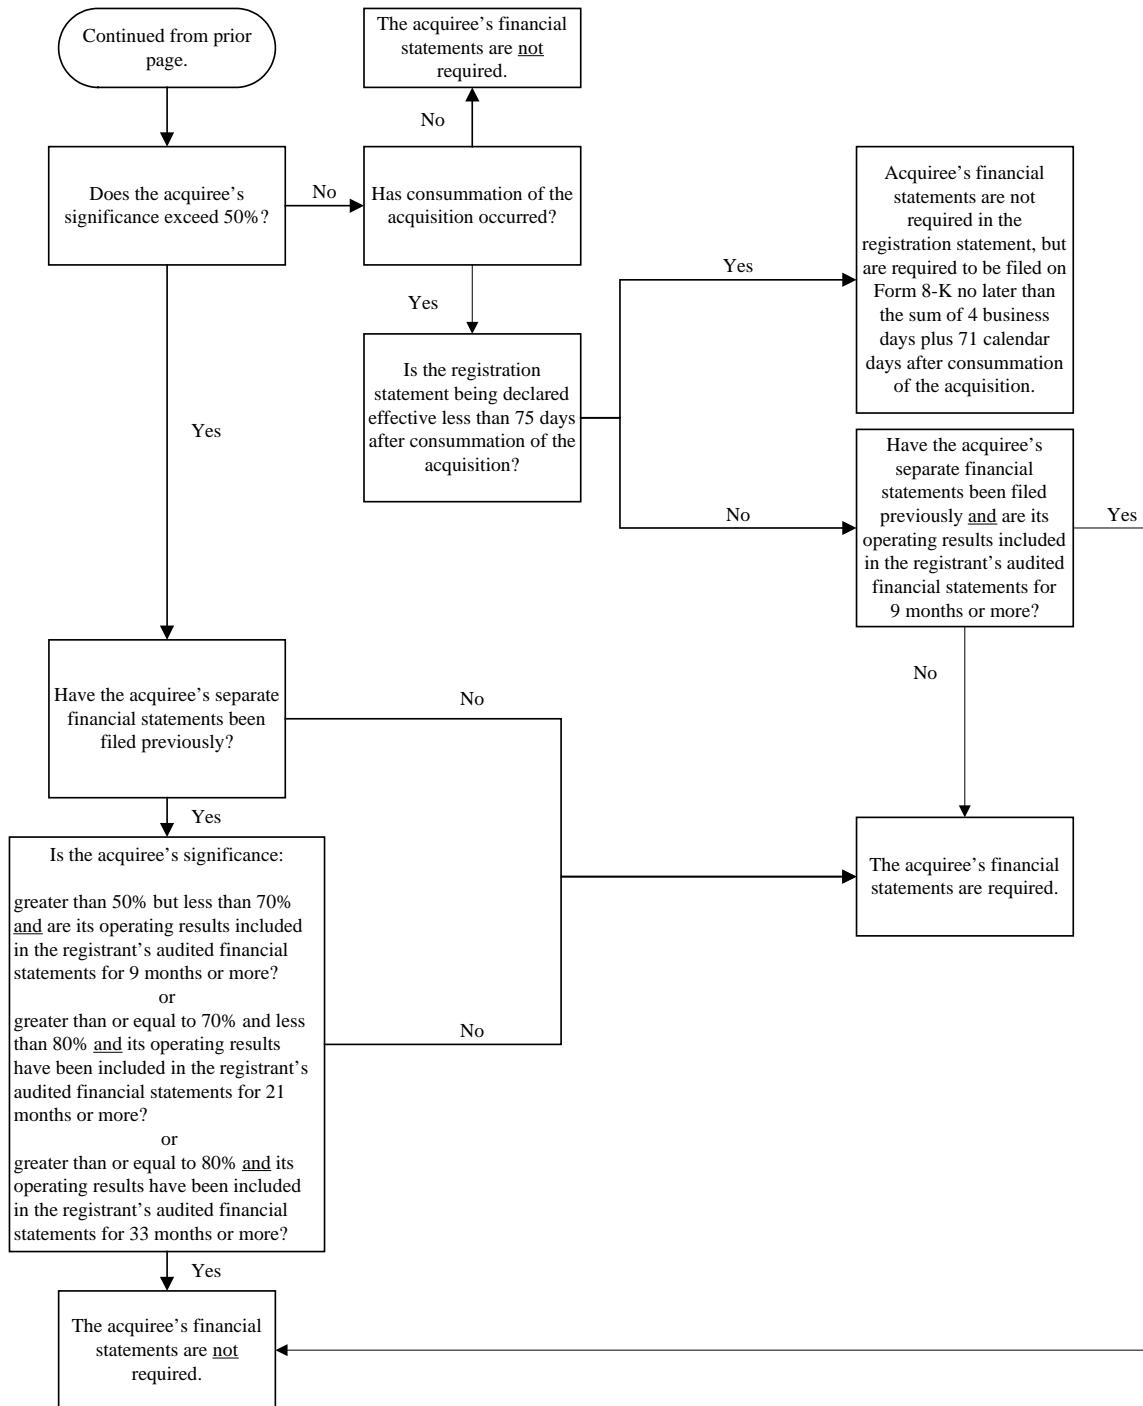 Continued from prior
page.
The acquiree's financial
statements are not
required.
No
Does the acquiree's
significance exceed 50%?
No
Has consummation of the
acquisition occurred?
Yes
Acquiree's financial
statements are not
required in the
registration statement, but
are required to be filed on
Form 8-K no later than
the sum of 4 business
days plus 71 calendar
days after consummation
of the acquisition.
Yes
Is the registration
statement being declared
effective less than 75 days
after consummation of the
acquisition?
Yes
No
Have the acquiree's
separate financial
statements been filed
previously and are its
operating results included
in the registrant's audited
financial statements for
9 months or more?
Yes
No
Have the acquiree's separate
financial statements been
filed previously?
No
Yes
The acquiree's financial
statements are required.
Is the acquiree's significance:
greater than 50% but less than 70%
and are its operating results included
in the registrant's audited financial
statements for 9 months or more?
or
greater than or equal to 70% and less
than 80% and its operating results
have been included in the registrant's
audited financial statements for 21
months or more?
or
greater than or equal to 80% and its
operating results have been included
in the registrant's audited financial
statements for 33 months or more?
No
Yes
The acquiree's financial
statements are not
required.